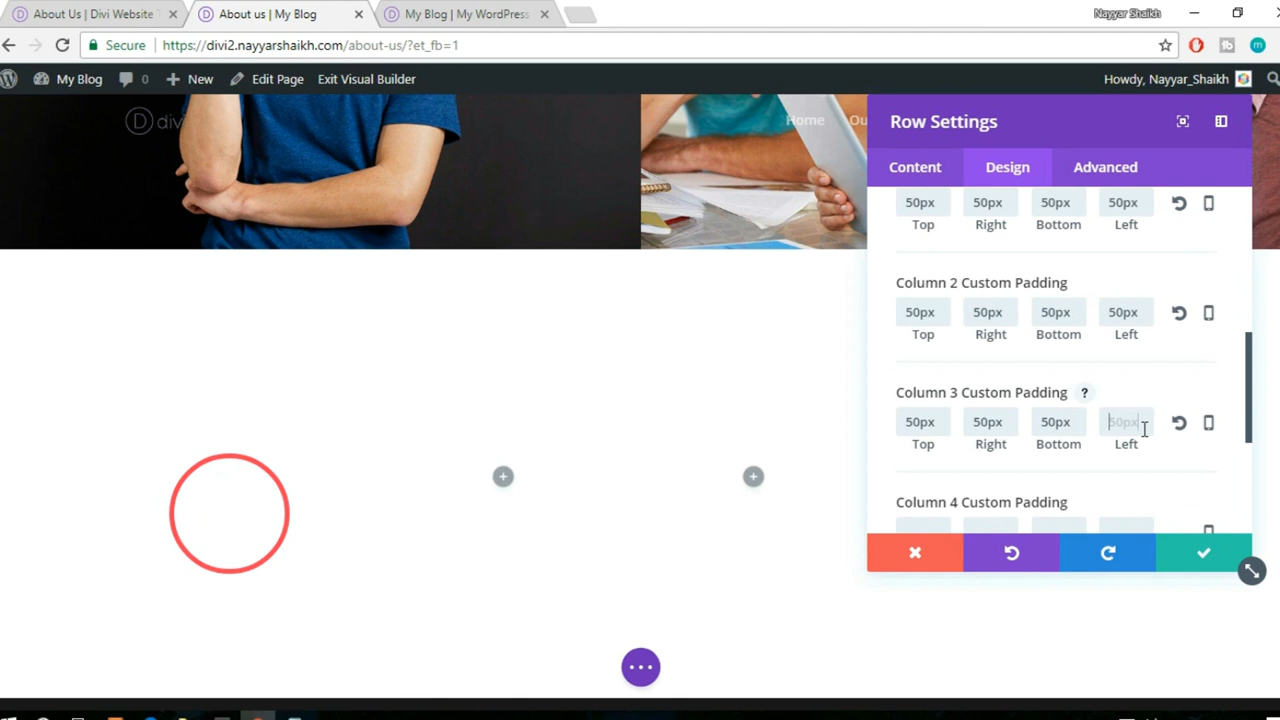 About Us | Divi Website
About us | My Blog
My Blog | My WordPress
Nayyar Shaikh
Secure
https://divi2.nayyarshaikh.com/about-us/?et_fb=1
My Blog
0
New
Edit Page
Exit Visual Builder
Howdy, Nayyar_Shaikh
D divi
Home
Ou
Row Settings
Content
Design
Advanced
50px 50px 50px 50px
Top Right Bottom Left
Column 2 Custom Padding
50px 50px 50px 50px
Top Right Bottom Left
Column 3 Custom Padding ?
50px 50px 50px 50px
Top Right Bottom Left
Column 4 Custom Padding